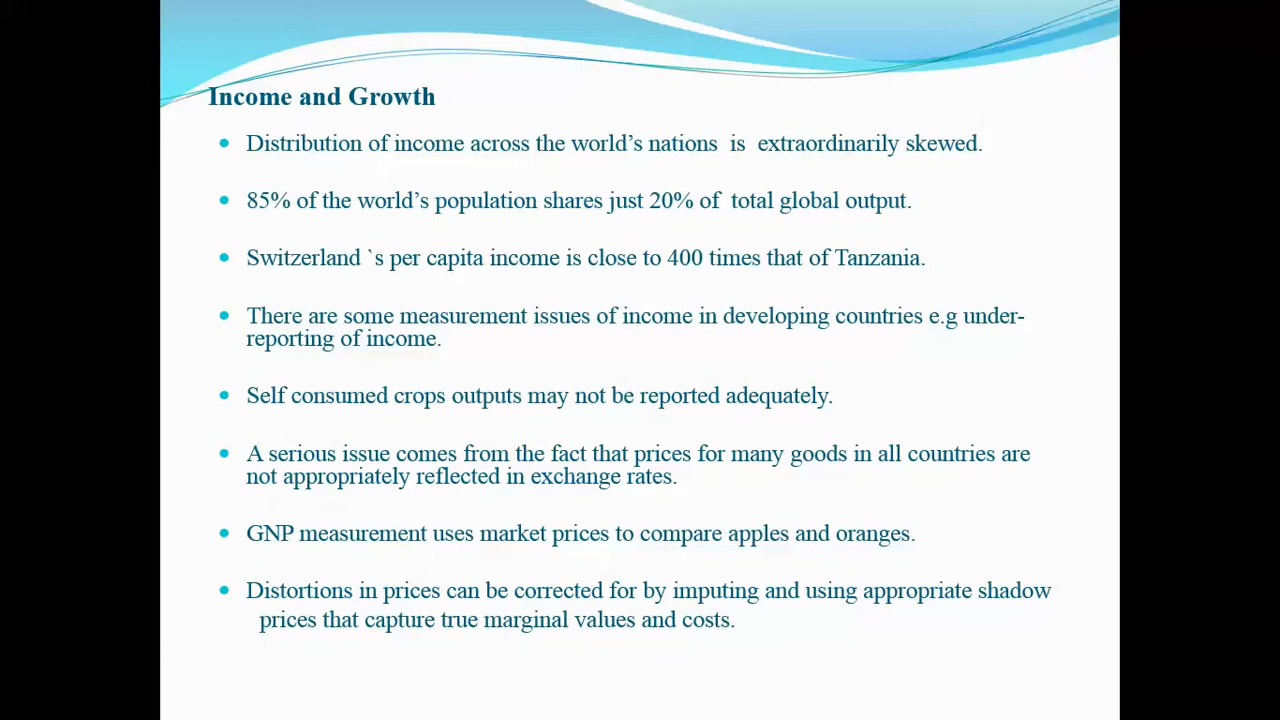 Income and Growth
Distribution of income across the world’s nations  is  extraordinarily skewed.
85% of the world’s population shares just 20% of  total global output.
Switzerland `s per capita income is close to 400 times that of Tanzania.
There are some measurement issues of income in developing countries e.g under-
reporting of income.
Self consumed crops outputs may not be reported adequately.
A serious issue comes from the fact that prices for many goods in all countries are
not appropriately reflected in exchange rates.
GNP measurement uses market prices to compare apples and oranges.
Distortions in prices can be corrected for by imputing and using appropriate shadow
prices that capture true marginal values and costs.